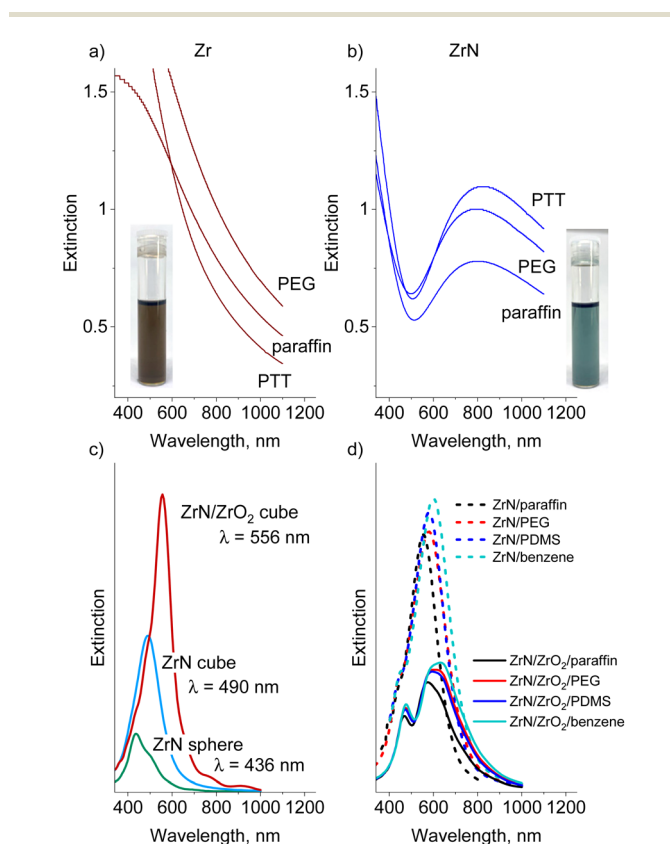 a) Zr
b) ZrN
1.5
1
0.5
Extinction
PEG
paraffin
PTT
400 600 800 1000 1200
Wavelength, nm
1.5
1
0.5
Extinction
PTT
PEG
paraffin
400 600 800 1000 1200
Wavelength, nm
c)
Extinction
ZrN/ZrO₂ cube
λ = 556 nm
ZrN cube
λ = 490 nm
ZrN sphere
λ = 436 nm
400 600 800 1000 1200
Wavelength, nm
d)
Extinction
ZrN/paraffin
ZrN/PEG
ZrN/PDMS
ZrN/benzene
ZrN/ZrO₂/paraffin
ZrN/ZrO₂/PEG
ZrN/ZrO₂/PDMS
ZrN/ZrO₂/benzene
400 600 800 1000 1200
Wavelength, nm